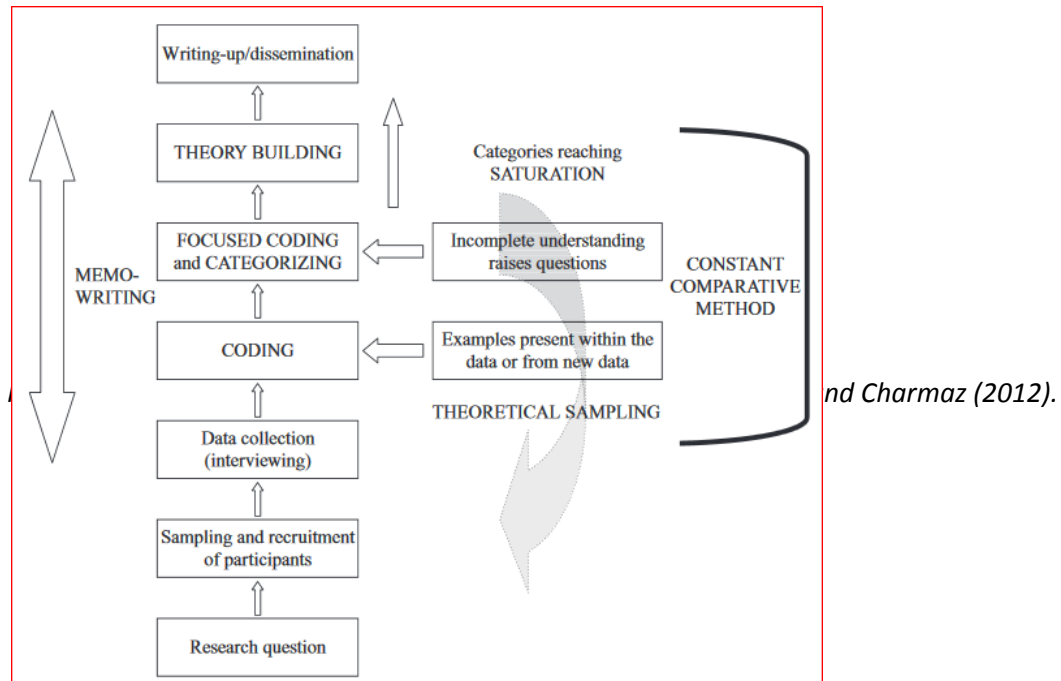 Writing-up/dissemination
THEORY BUILDING
Categories reaching
SATURATION
FOCUSED CODING
and CATEGORIZING
Incomplete understanding
raises questions
MEMO-
WRITING
CONSTANT
COMPARATIVE
METHOD
CODING
Examples present within the
data or from new data
nd Charmaz (2012).
THEORETICAL SAMPLING
Data collection
(interviewing)
Sampling and recruitment
of participants
Research question